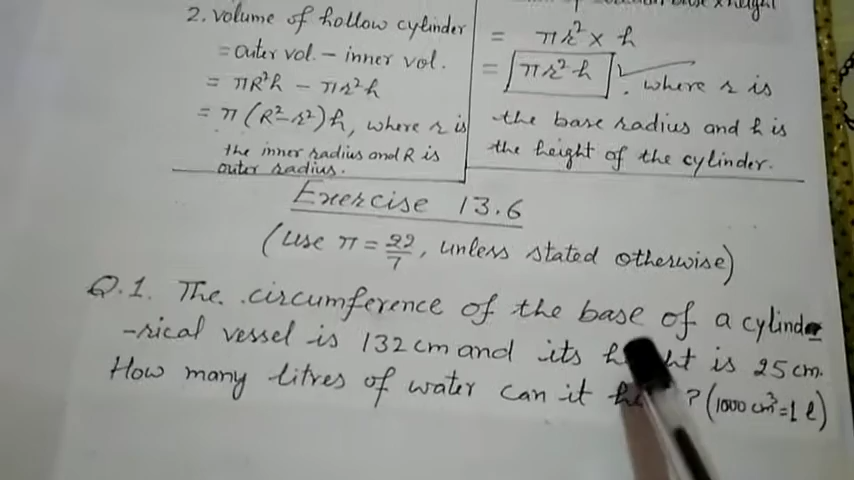 2. volume of hollow cylinder
= outer vol. − inner vol.
= πR²h − πr²h
= π(R²−r²)h, where r is
the inner radius and R is
outer radius.
base x height
= πr² × h
= πr²h, where r is
the base radius and h is
the height of the cylinder.
Exercise 13.6
(Use π = 22/7, unless stated otherwise)
Q.1. The circumference of the base of a cylinde
-rical vessel is 132 cm and its height is 25 cm.
How many litres of water can it ? (1000 cm³ = 1 l)